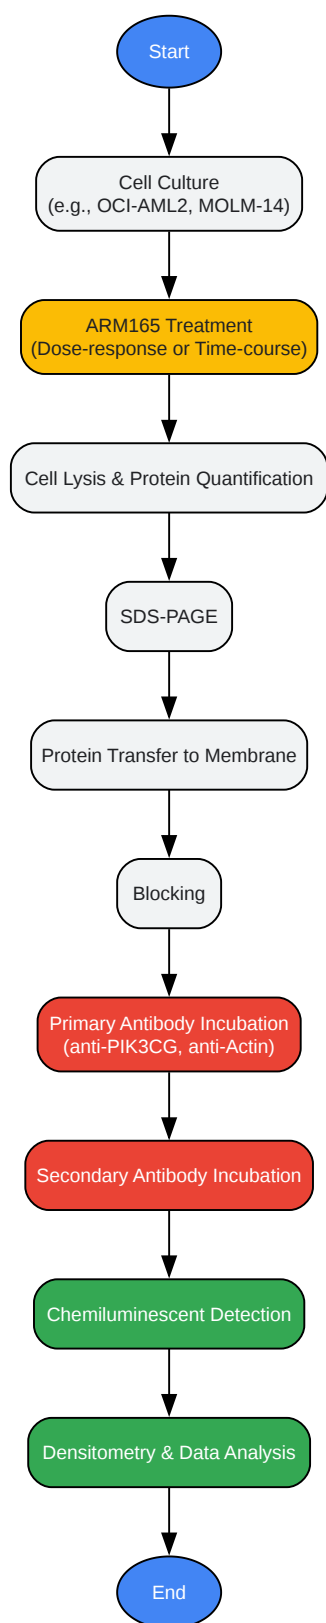 Start
Cell Culture
(e.g., OCI-AML2, MOLM-14)
ARM165 Treatment
(Dose-response or Time-course)
Cell Lysis & Protein Quantification
SDS-PAGE
Protein Transfer to Membrane
Blocking
Primary Antibody Incubation
(anti-PIK3CG, anti-Actin)
Secondary Antibody Incubation
Chemiluminescent Detection
Densitometry & Data Analysis
End